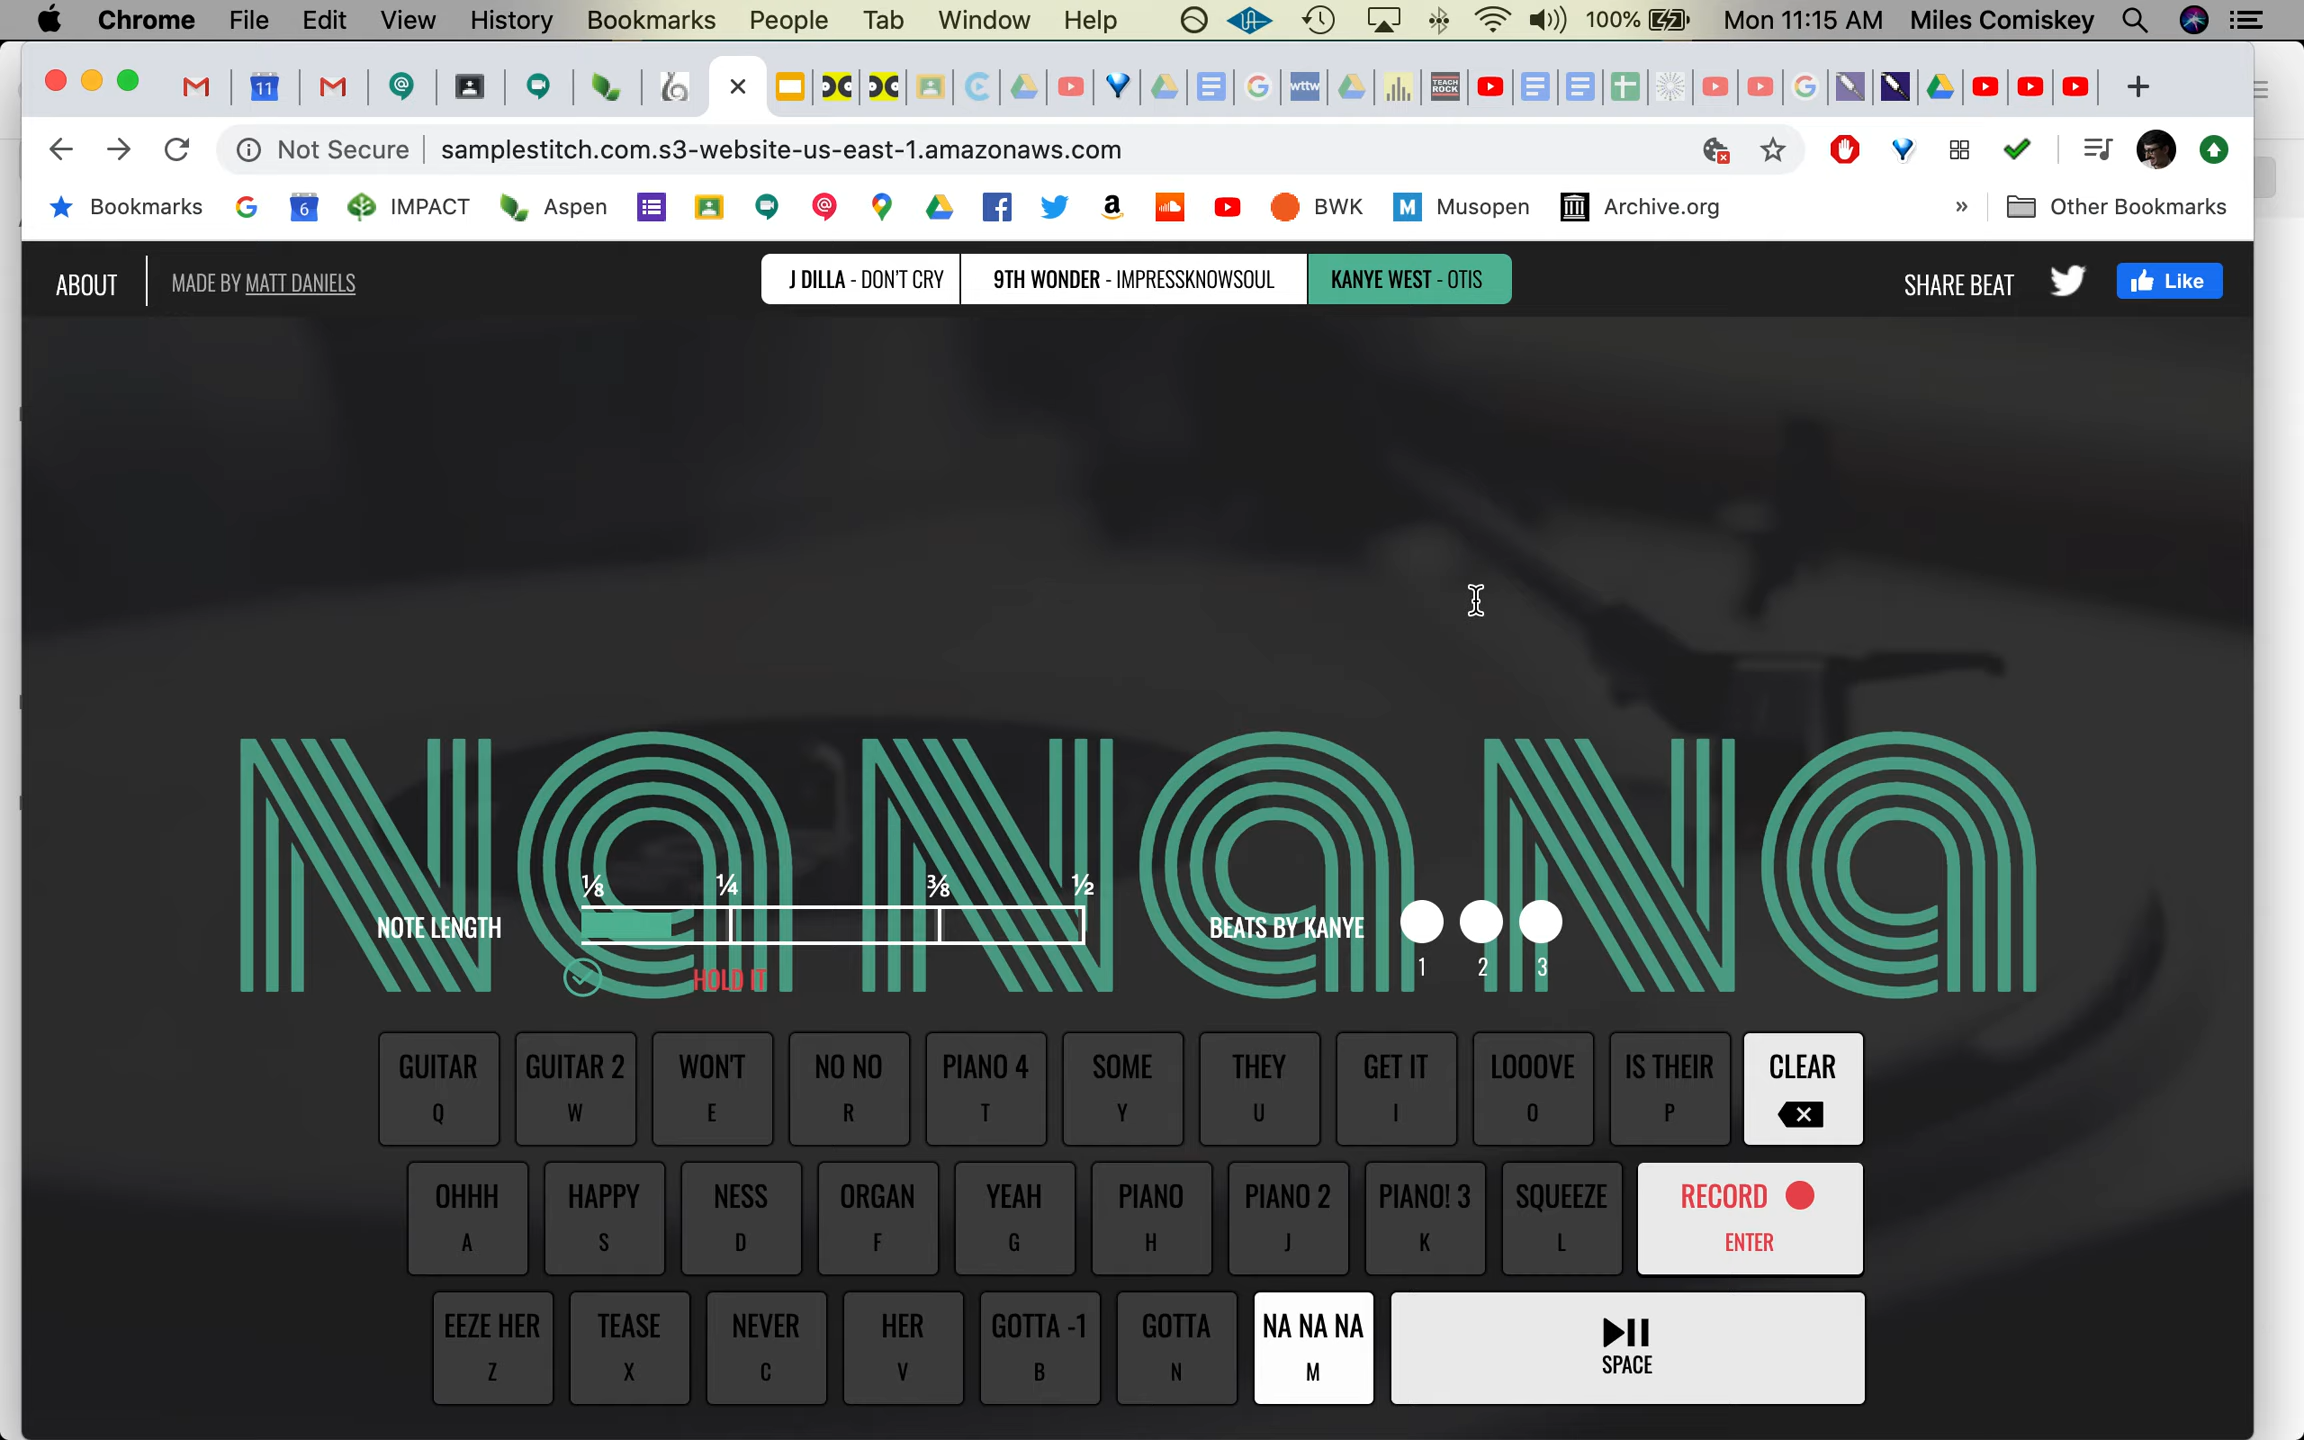 Chrome File Edit View History Bookmarks People Tab Window Help 100% Mon 11:15 AM Miles Comiskey
11 wttw TEACH ROCK
Not Secure samplestitch.com.s3-website-us-east-1.amazonaws.com
Bookmarks 6 IMPACT Aspen BWK M Musopen Archive.org » Other Bookmarks
ABOUT MADE BY MATT DANIELS J DILLA - DON'T CRY 9TH WONDER - IMPRESSKNOWSOUL KANYE WEST - OTIS SHARE BEAT Like
Na Na Na
⅛ ¼ ⅜ ½
NOTE LENGTH BEATS BY KANYE
HOLD IT 1 2 3
GUITAR GUITAR 2 WON'T NO NO PIANO 4 SOME THEY GET IT LOOOVE IS THEIR CLEAR
Q W E R T Y U I O P
OHHH HAPPY NESS ORGAN YEAH PIANO PIANO 2 PIANO! 3 SQUEEZE RECORD
A S D F G H J K L ENTER
EEZE HER TEASE NEVER HER GOTTA -1 GOTTA NA NA NA
Z X C V B N M SPACE